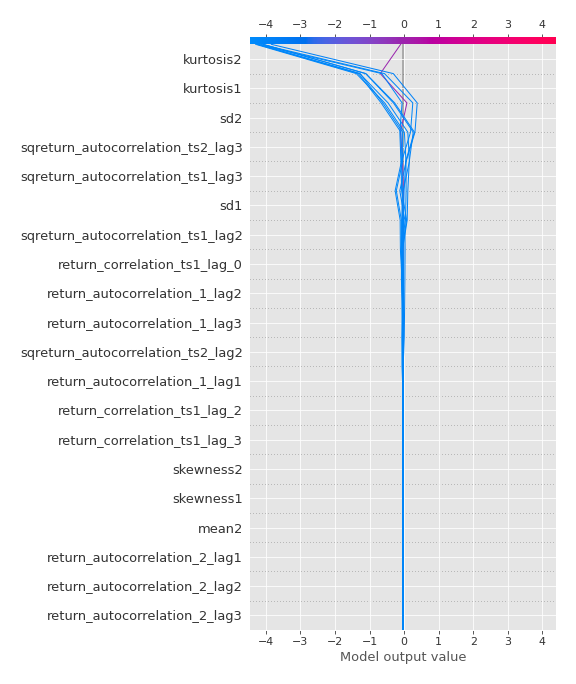 −4 −3 −2 −1 0 1 2 3 4
kurtosis2
kurtosis1
sd2
sqreturn_autocorrelation_ts2_lag3
sqreturn_autocorrelation_ts1_lag3
sd1
sqreturn_autocorrelation_ts1_lag2
return_correlation_ts1_lag_0
return_autocorrelation_1_lag2
return_autocorrelation_1_lag3
sqreturn_autocorrelation_ts2_lag2
return_autocorrelation_1_lag1
return_correlation_ts1_lag_2
return_correlation_ts1_lag_3
skewness2
skewness1
mean2
return_autocorrelation_2_lag1
return_autocorrelation_2_lag2
return_autocorrelation_2_lag3
−4 −3 −2 −1 0 1 2 3 4
Model output value